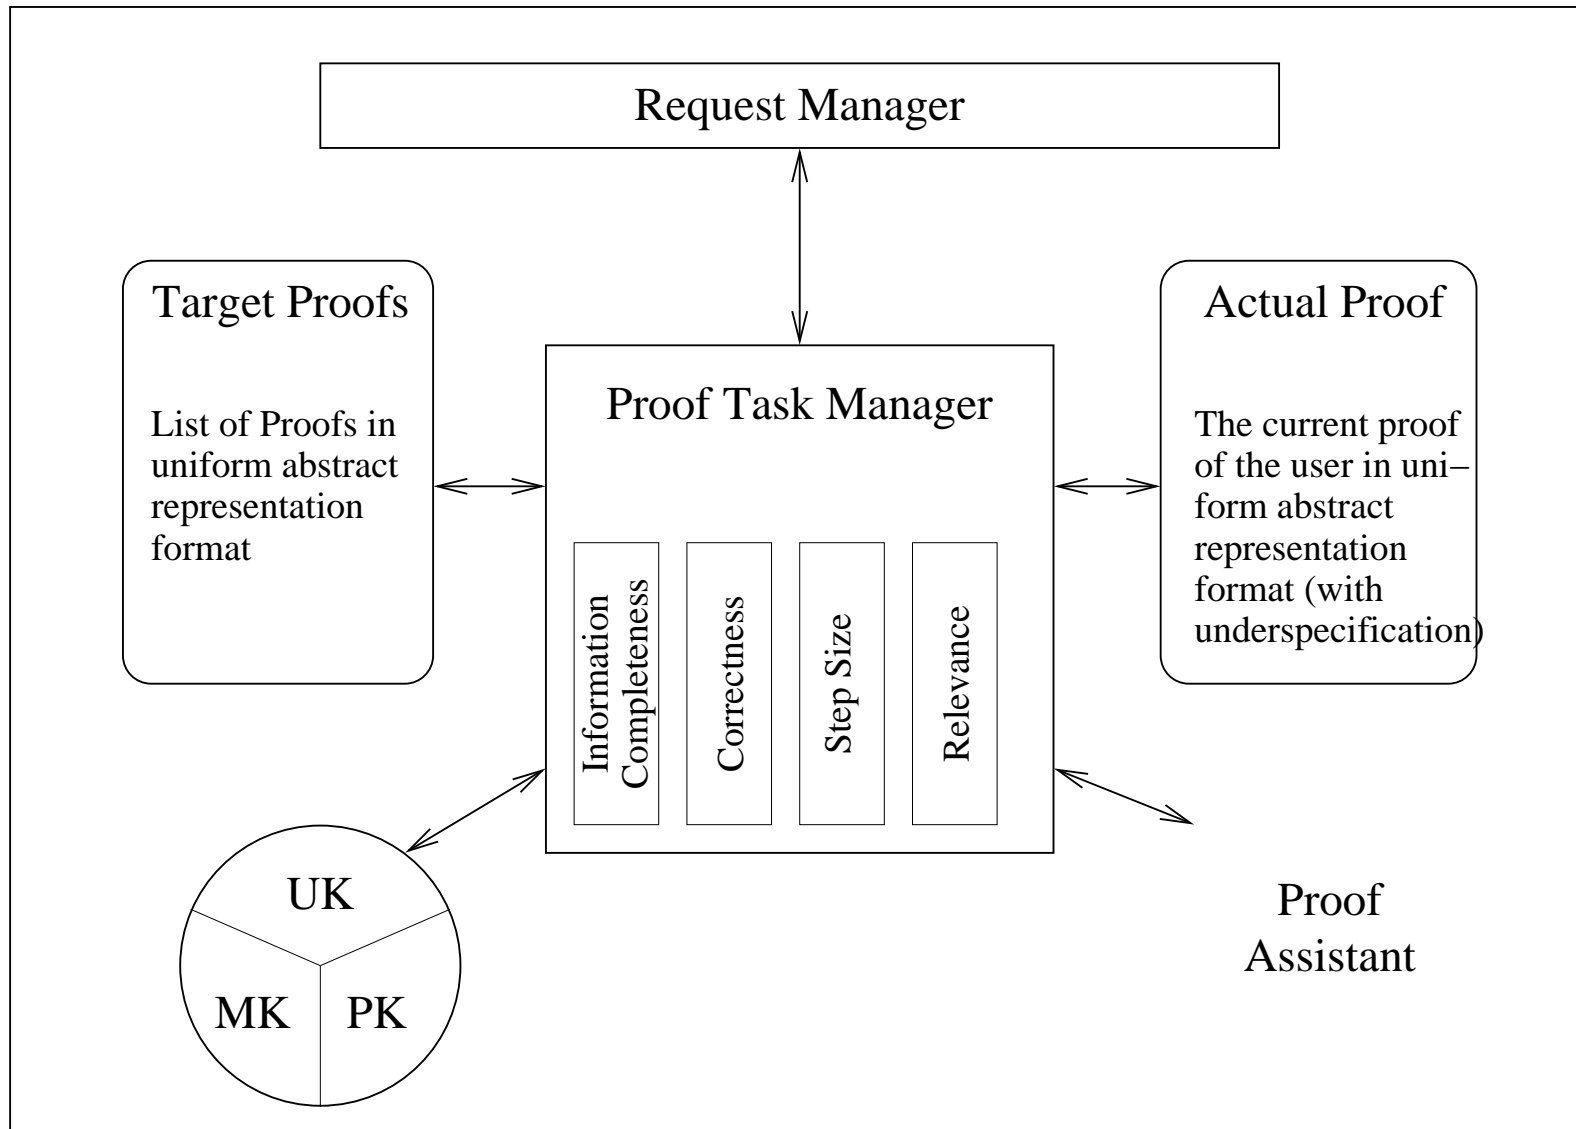 Request Manager
Target Proofs
List of Proofs in
uniform abstract
representation
format
Proof Task Manager
Information
Completeness
Correctness
Step Size
Relevance
Actual Proof
The current proof
of the user in uni–
form abstract
representation
format (with
underspecification)
UK
MK
PK
Proof
Assistant